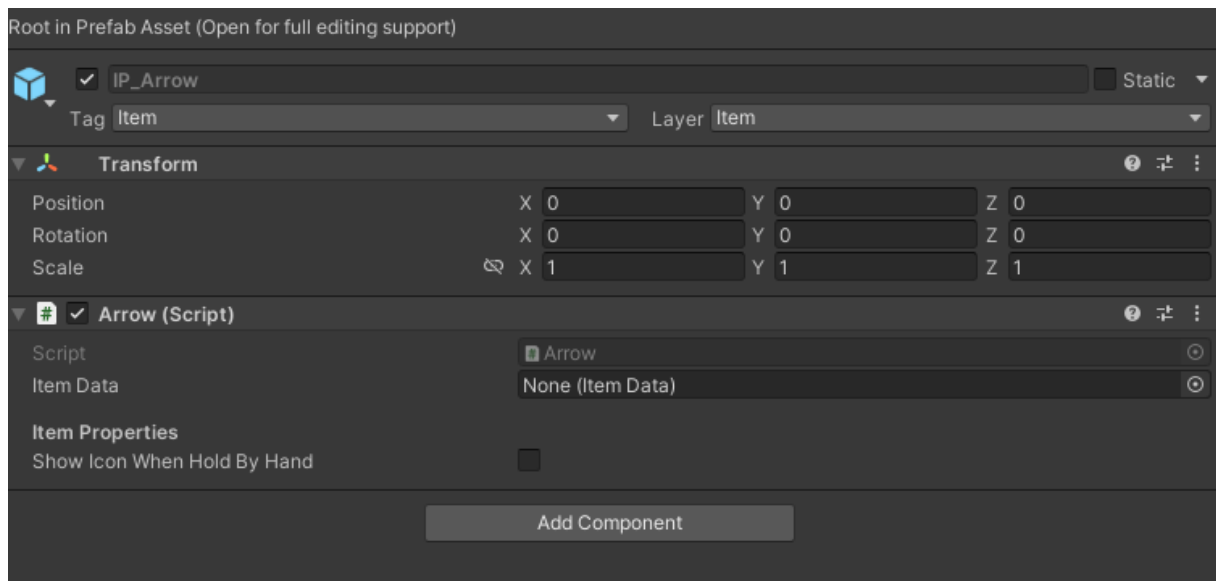 Root in Prefab Asset (Open for full editing support)
IP_Arrow Static
Tag Item Layer Item
Transform
Position X 0 Y 0 Z 0
Rotation X 0 Y 0 Z 0
Scale X 1 Y 1 Z 1
# Arrow (Script)
Script # Arrow
Item Data None (Item Data)
Item Properties
Show Icon When Hold By Hand
Add Component